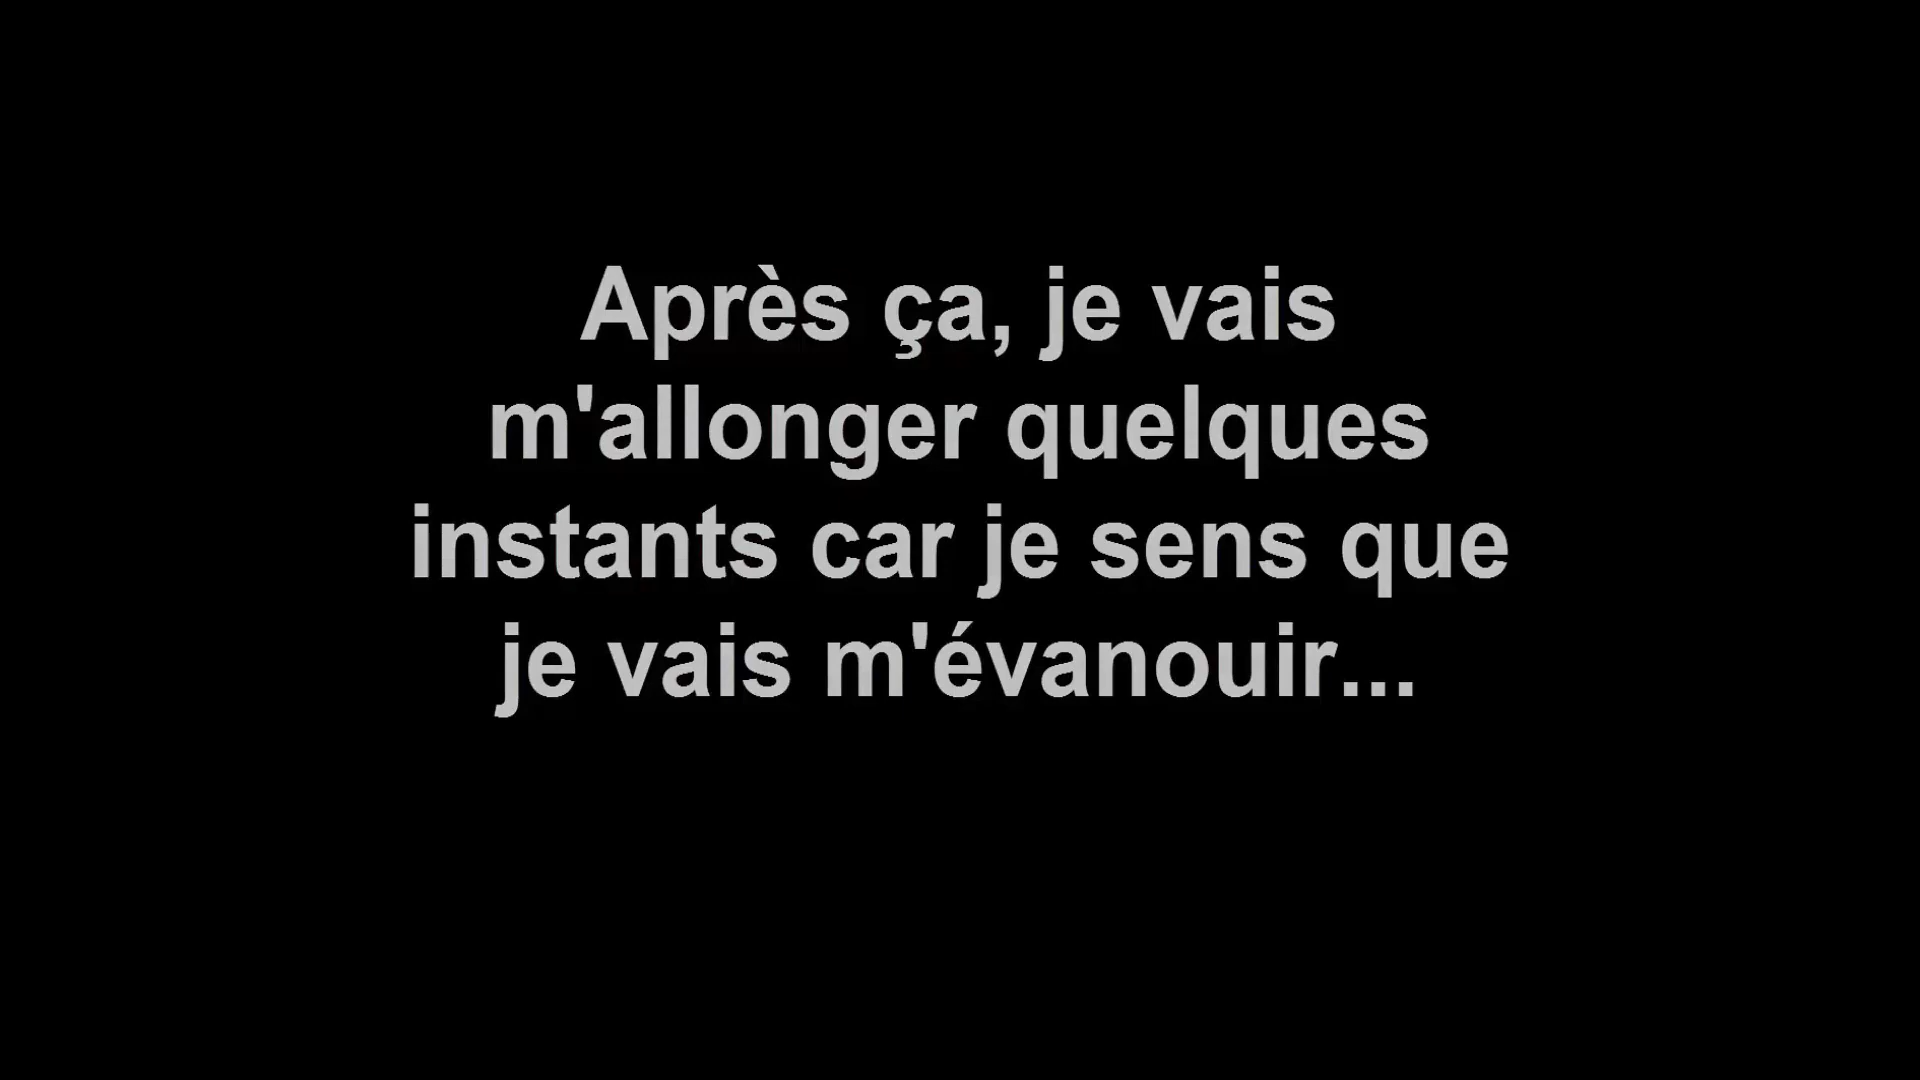 Après ça, je vais
m'allonger quelques
instants car je sens que
je vais m'évanouir...